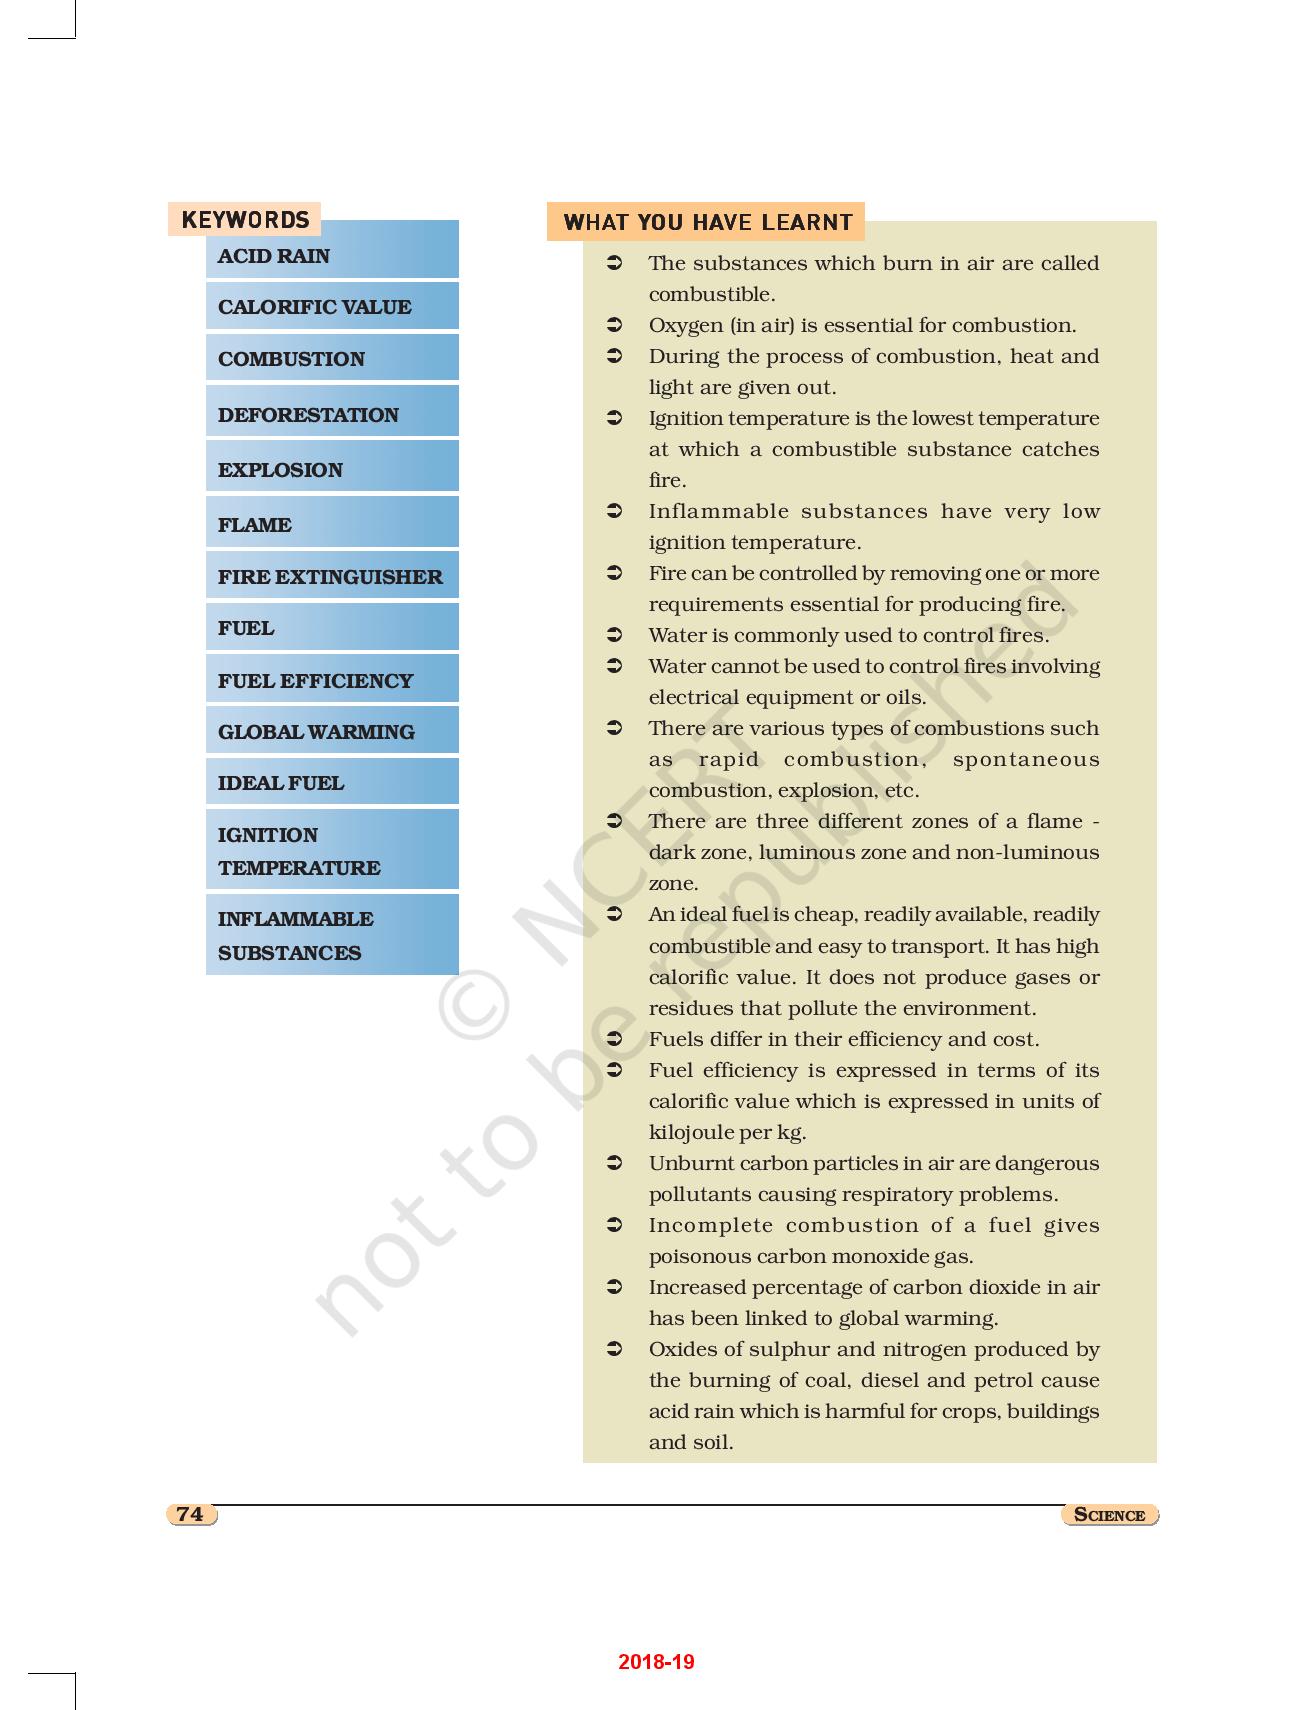 KEYWORDS
ACID RAIN
CALORIFIC VALUE
COMBUSTION
DEFORESTATION
EXPLOSION
FLAME
FIRE EXTINGUISHER
FUEL
FUEL EFFICIENCY
GLOBAL WARMING
IDEAL FUEL
IGNITION
TEMPERATURE
INFLAMMABLE
SUBSTANCES
WHAT YOU HAVE LEARNT
➲ The substances which burn in air are called
combustible.
➲ Oxygen (in air) is essential for combustion.
➲ During the process of combustion, heat and
light are given out.
➲ Ignition temperature is the lowest temperature
at which a combustible substance catches
fire.
➲ Inflammable substances have very low
ignition temperature.
➲ Fire can be controlled by removing one or more
requirements essential for producing fire.
➲ Water is commonly used to control fires.
➲ Water cannot be used to control fires involving
electrical equipment or oils.
➲ There are various types of combustions such
as rapid combustion, spontaneous
combustion, explosion, etc.
➲ There are three different zones of a flame -
dark zone, luminous zone and non-luminous
zone.
➲ An ideal fuel is cheap, readily available, readily
combustible and easy to transport. It has high
calorific value. It does not produce gases or
residues that pollute the environment.
➲ Fuels differ in their efficiency and cost.
➲ Fuel efficiency is expressed in terms of its
calorific value which is expressed in units of
kilojoule per kg.
➲ Unburnt carbon particles in air are dangerous
pollutants causing respiratory problems.
➲ Incomplete combustion of a fuel gives
poisonous carbon monoxide gas.
➲ Increased percentage of carbon dioxide in air
has been linked to global warming.
➲ Oxides of sulphur and nitrogen produced by
the burning of coal, diesel and petrol cause
acid rain which is harmful for crops, buildings
and soil.
© NCERT
not to be republished
74
SCIENCE
2018-19